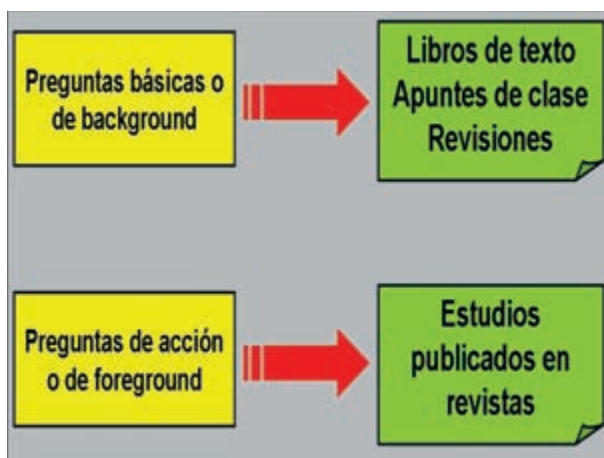 Preguntas básicas o
de background
Libros de texto
Apuntes de clase
Revisiones
Preguntas de acción
o de foreground
Estudios
publicados en
revistas